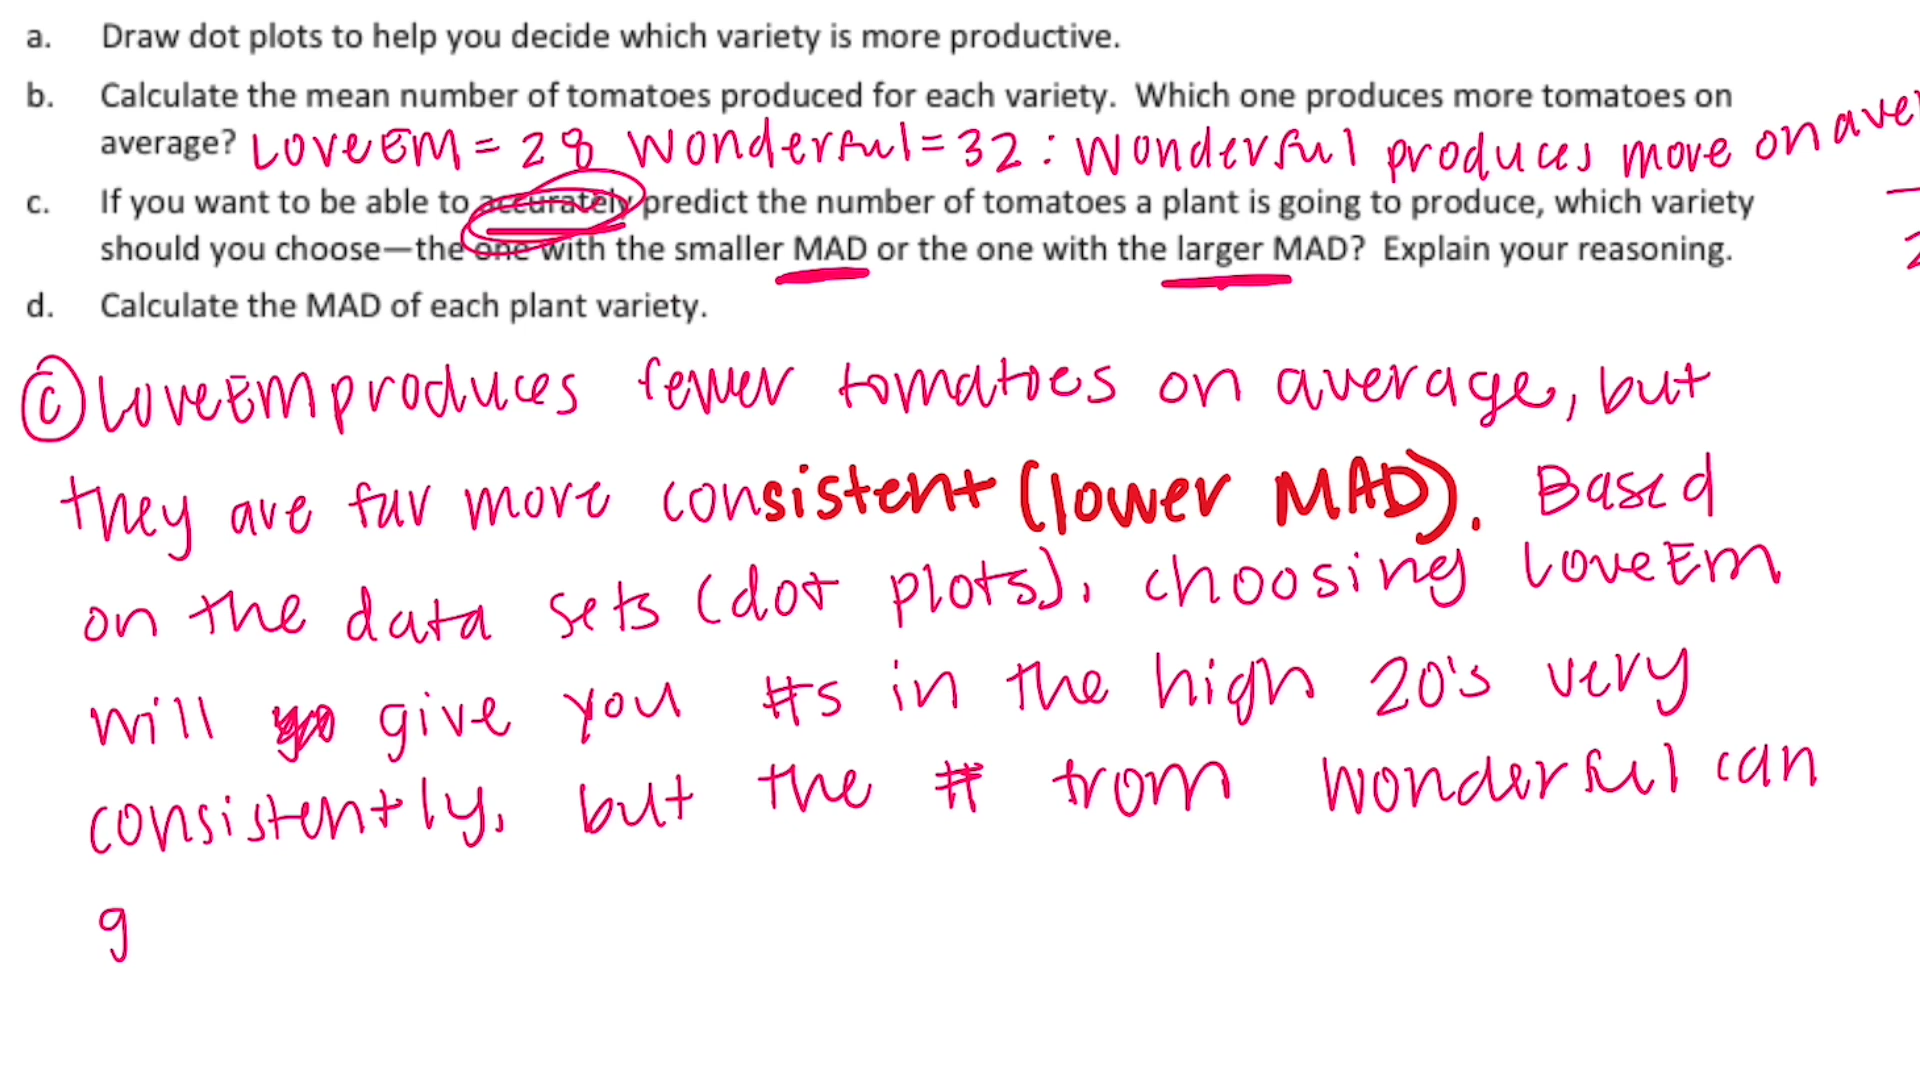 a. Draw dot plots to help you decide which variety is more productive.
b. Calculate the mean number of tomatoes produced for each variety. Which one produces more tomatoes on
average? LoveEM = 28 Wonderful = 32 : Wonderful produces more on ave
c. If you want to be able to accurately predict the number of tomatoes a plant is going to produce, which variety
should you choose—the one with the smaller MAD or the one with the larger MAD? Explain your reasoning.
d. Calculate the MAD of each plant variety.
c LoveEm produces fewer tomatoes on average, but
they are far more consistent (lower MAD). Based
on the data sets (dot plots), choosing LoveEm
will give you #s in the high 20's very
consistently, but the # from Wonderful can
g